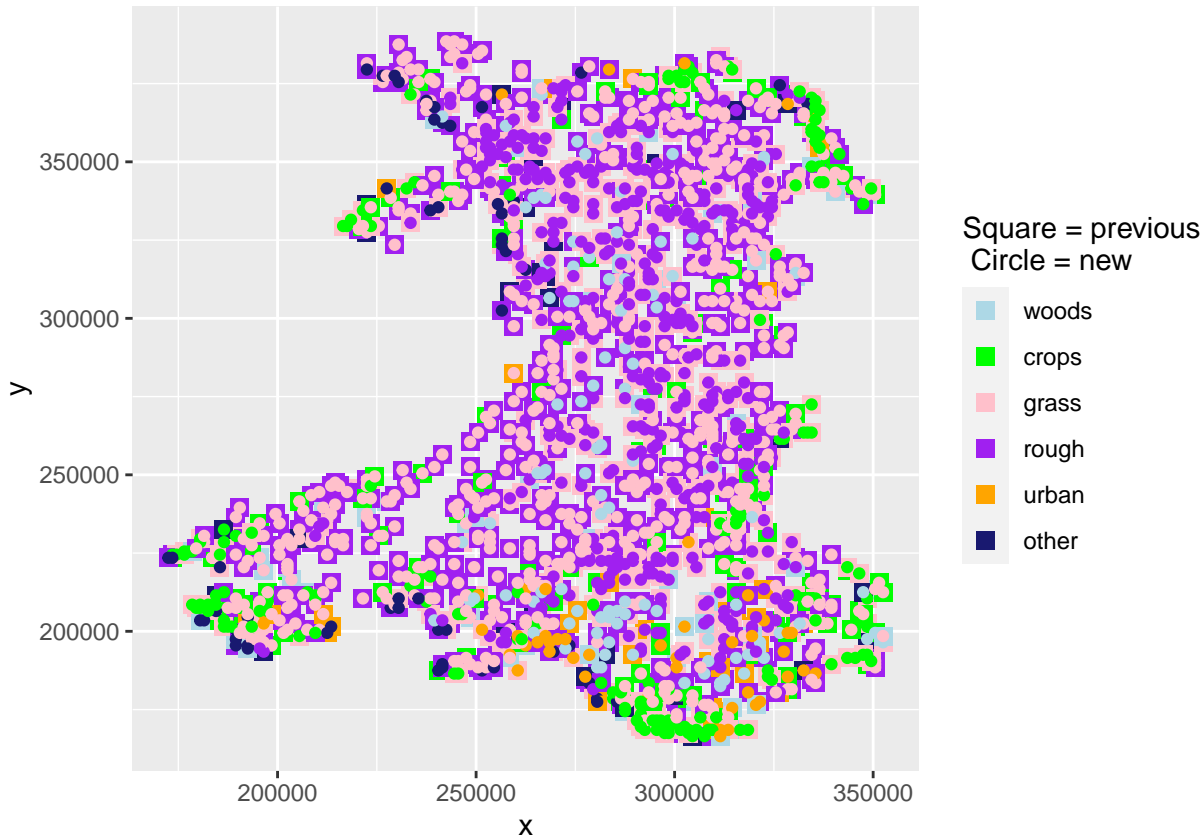 350000
300000
250000
200000
y
200000
250000
300000
350000
x
Square = previous
Circle = new
woods
crops
grass
rough
urban
other